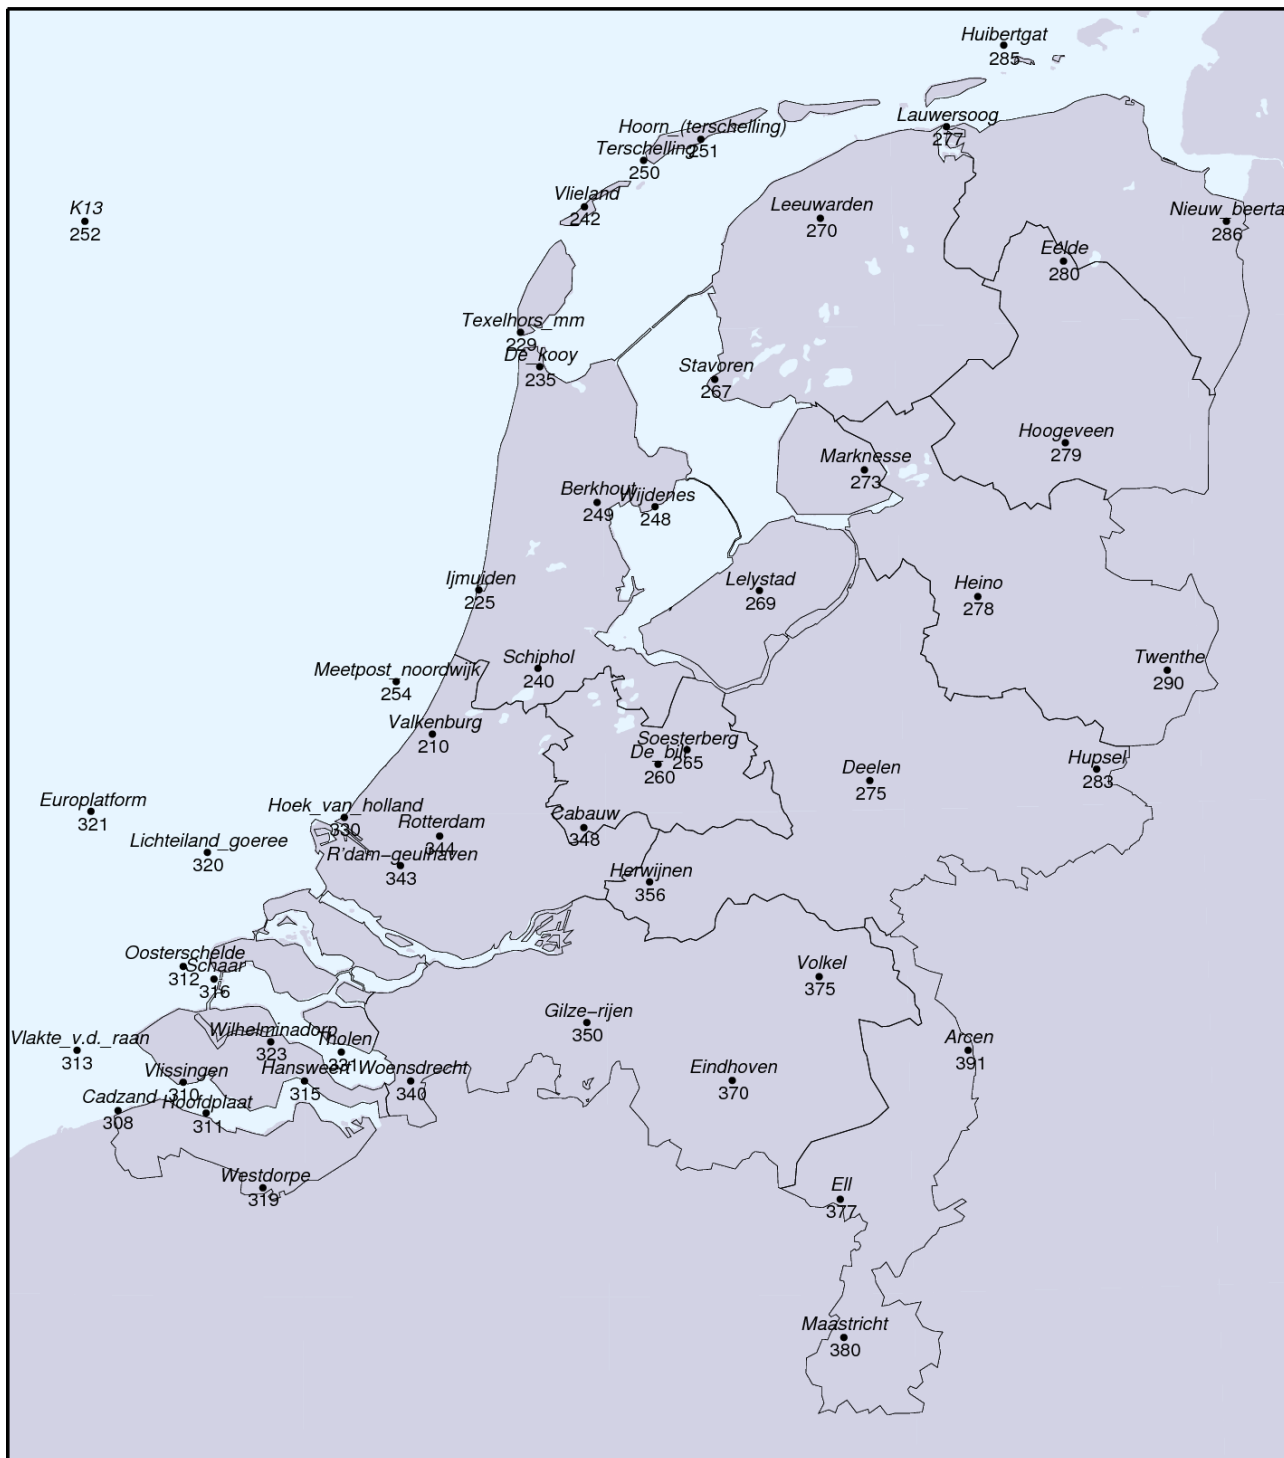 Huibertgat
285
Lauwersoog
277
Hoorn_(terschelling)
251
Terschelling
250
Vlieland
242
K13
252
Leeuwarden
270
Nieuw_beerta
286
Eelde
280
Texelhors_mm
229
De_kooy
235
Stavoren
267
Hoogeveen
279
Marknesse
273
Berkhout
249
Wijdenes
248
Ijmuiden
225
Lelystad
269
Heino
278
Schiphol
240
Meetpost_noordwijk
254
Twenthe
290
Valkenburg
210
Soesterberg
265
De_bilt
260
Deelen
275
Hupsel
283
Europlatform
321
Hoek_van_holland
330
Rotterdam
344
Cabauw
348
Lichteiland_goeree
320
R'dam-geulhaven
343
Herwijnen
356
Oosterschelde
312
Schaar
316
Volkel
375
Gilze-rijen
350
Vlakte_v.d._raan
313
Wilhelminadorp
323
Tholen
331
Arcen
391
Vlissingen
310
Hansweert
315
Woensdrecht
340
Eindhoven
370
Cadzand
308
Hoofdplaat
311
Westdorpe
319
Ell
377
Maastricht
380